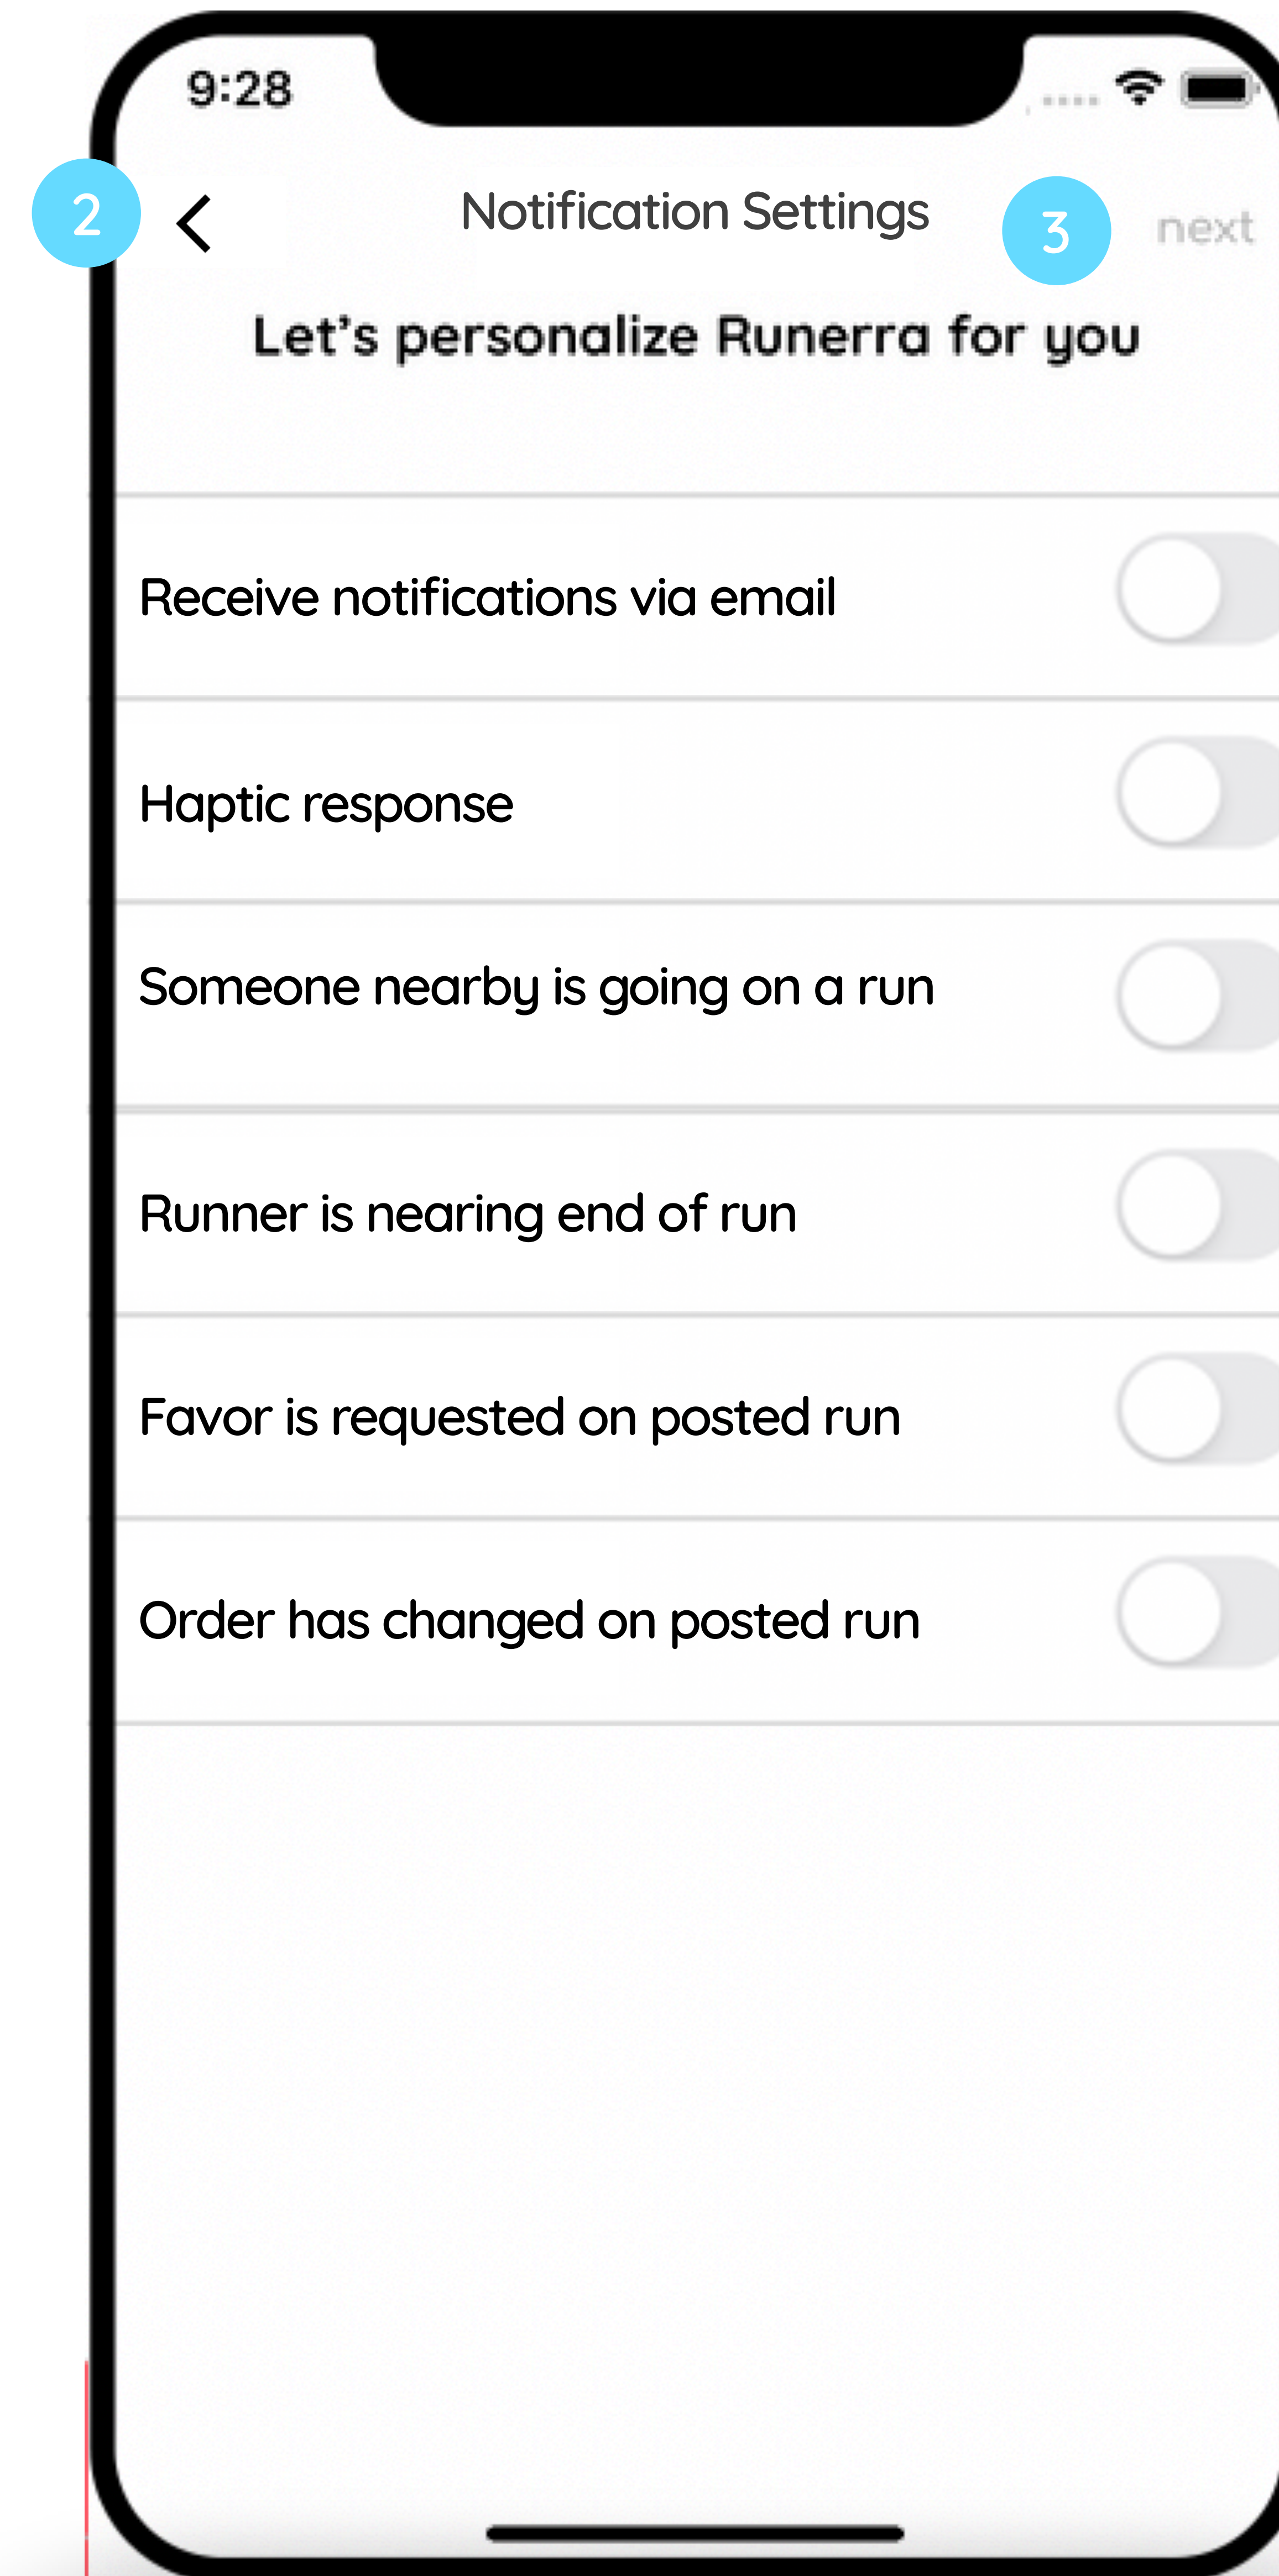 9:28
2
Notification Settings
3
next
Let's personalize Runerra for you
Receive notifications via email
Haptic response
Someone nearby is going on a run
Runner is nearing end of run
Favor is requested on posted run
Order has changed on posted run